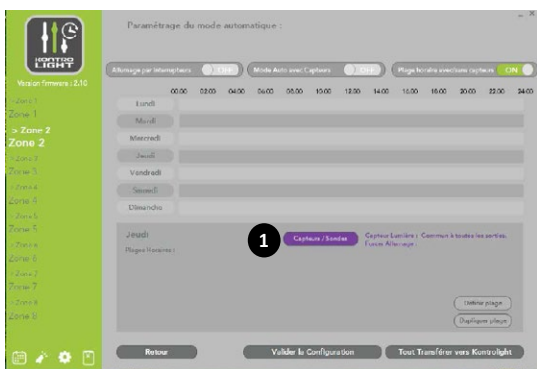 KONTRO
LIGHT
Version firmware : 2.10
> Zone 1
Zone 1
> Zone 2
Zone 2
> Zone 3
Zone 3
> Zone 4
Zone 4
> Zone 5
Zone 5
> Zone 6
Zone 6
> Zone 7
Zone 7
> Zone 8
Zone 8
Paramétrage du mode automatique :
Allumage par Interrupteurs OFF
Mode Auto avec Capteurs OFF
Plage horaire avec/sans capteurs ON
00:00 02:00 04:00 06:00 08:00 10:00 12:00 14:00 16:00 18:00 20:00 22:00 24:00
Lundi
Mardi
Mercredi
Jeudi
Vendredi
Samedi
Dimanche
Jeudi
Plages horaires :
1
Capteurs / Sondes
Capteur Lumière : Commun à toutes les sorties.
Force Allumage :
Définir plage
Dupliquer plage
Retour
Valider la Configuration
Tout Transférer vers Kontrolight